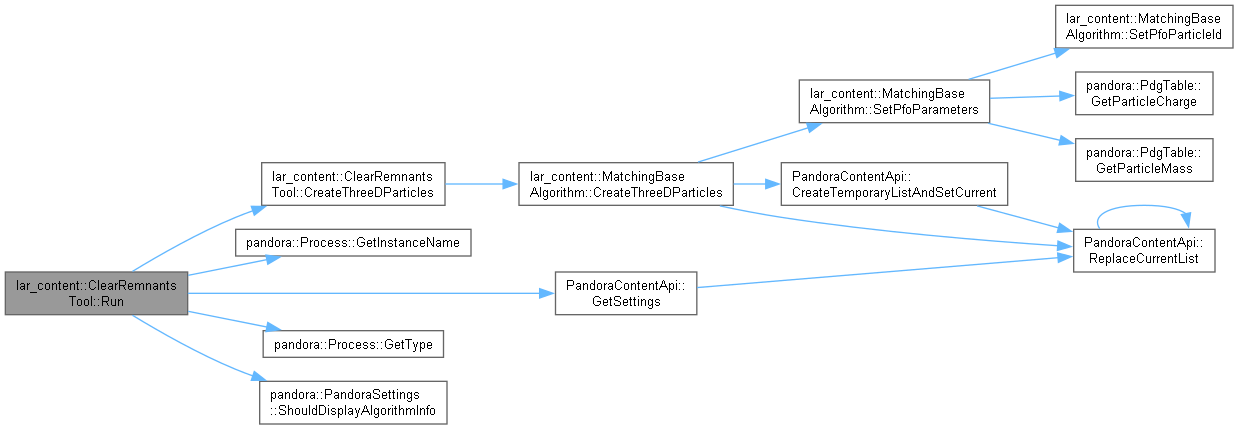 lar_content::ClearRemnants
Tool::Run
lar_content::ClearRemnants
Tool::CreateThreeDParticles
pandora::Process::GetInstanceName
PandoraContentApi::
GetSettings
pandora::Process::GetType
pandora::PandoraSettings
::ShouldDisplayAlgorithmInfo
lar_content::MatchingBase
Algorithm::CreateThreeDParticles
lar_content::MatchingBase
Algorithm::SetPfoParameters
PandoraContentApi::
CreateTemporaryListAndSetCurrent
lar_content::MatchingBase
Algorithm::SetPfoParticleId
pandora::PdgTable::
GetParticleCharge
pandora::PdgTable::
GetParticleMass
PandoraContentApi::
ReplaceCurrentList